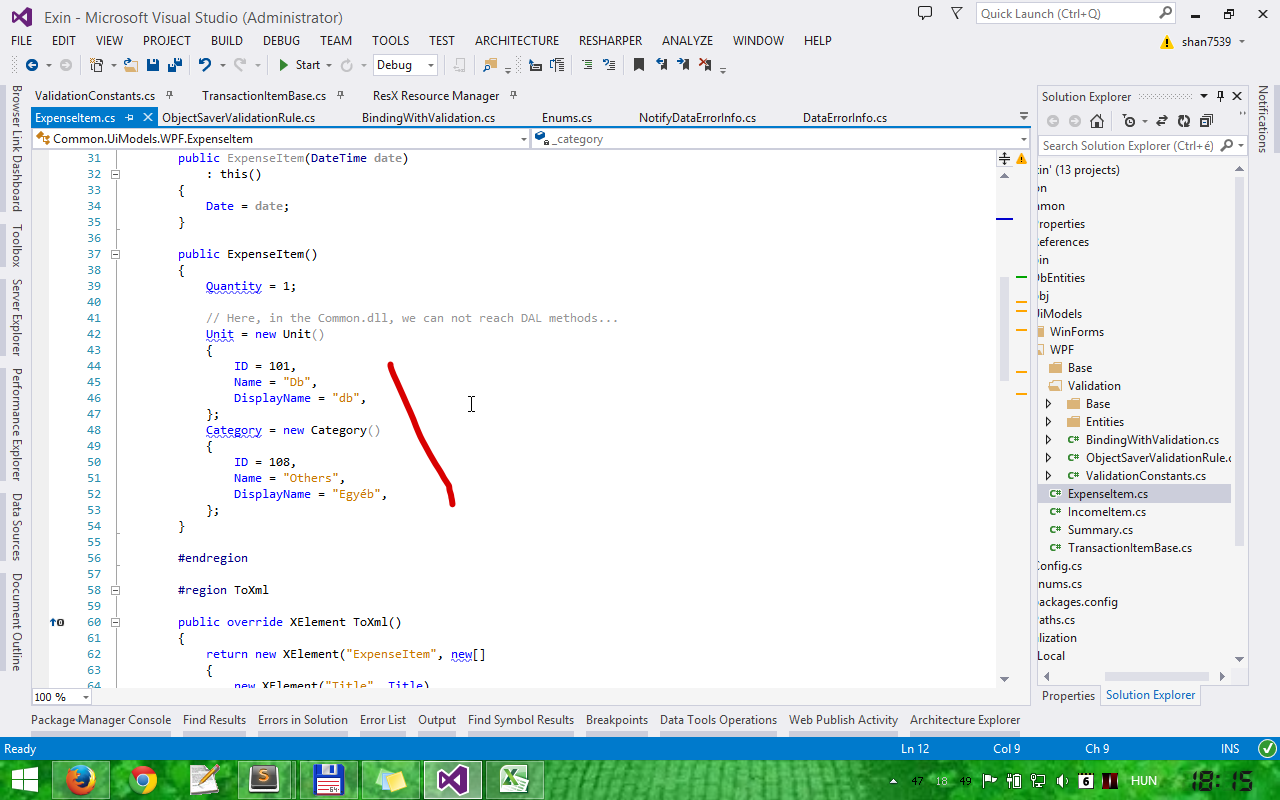 Exin - Microsoft Visual Studio (Administrator)
Quick Launch (Ctrl+Q)
FILE EDIT VIEW PROJECT BUILD DEBUG TEAM TOOLS TEST ARCHITECTURE RESHARPER ANALYZE WINDOW HELP
shan7539
Start Debug
ValidationConstants.cs TransactionItemBase.cs ResX Resource Manager
ExpenseItem.cs ObjectSaverValidationRule.cs BindingWithValidation.cs Enums.cs NotifyDataErrorInfo.cs DataErrorInfo.cs
Common.UiModels.WPF.ExpenseItem _category
Browser Link Dashboard
Toolbox
Server Explorer
Performance Explorer
Data Sources
Document Outline
31 public ExpenseItem(DateTime date)
32 : this()
33 {
34 Date = date;
35 }
36
37 public ExpenseItem()
38 {
39 Quantity = 1;
40
41 // Here, in the Common.dll, we can not reach DAL methods...
42 Unit = new Unit()
43 {
44 ID = 101,
45 Name = "Db",
46 DisplayName = "db",
47 };
48 Category = new Category()
49 {
50 ID = 108,
51 Name = "Others",
52 DisplayName = "Egyéb",
53 };
54 }
55
56 #endregion
57
58 #region ToXml
59
60 public override XElement ToXml()
61 {
62 return new XElement("ExpenseItem", new[]
63 {
64 new XElement("Title", Title)
100 %
Solution Explorer
Search Solution Explorer (Ctrl+é)
in' (13 projects)
on
mon
roperties
eferences
in
bEntities
bj
UiModels
WinForms
WPF
Base
Validation
Base
Entities
BindingWithValidation.cs
ObjectSaverValidationRule.c
ValidationConstants.cs
ExpenseItem.cs
IncomeItem.cs
Summary.cs
TransactionItemBase.cs
onfig.cs
nums.cs
ackages.config
aths.cs
lization
Local
Properties Solution Explorer
Notifications
Package Manager Console Find Results Errors in Solution Error List Output Find Symbol Results Breakpoints Data Tools Operations Web Publish Activity Architecture Explorer
Ready Ln 12 Col 9 Ch 9 INS
47 18 49 6 HUN 18:15